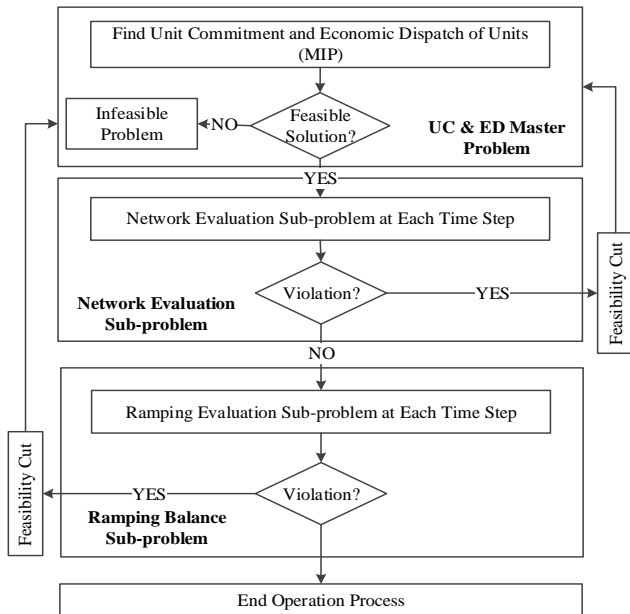 Find Unit Commitment and Economic Dispatch of Units
(MIP)
Infeasible
Problem
NO
Feasible
Solution?
UC & ED Master
Problem
YES
Network Evaluation Sub-problem at Each Time Step
Violation?
YES
Network Evaluation
Sub-problem
Feasibility Cut
NO
Ramping Evaluation Sub-problem at Each Time Step
Feasibility Cut
YES
Violation?
Ramping Balance
Sub-problem
End Operation Process